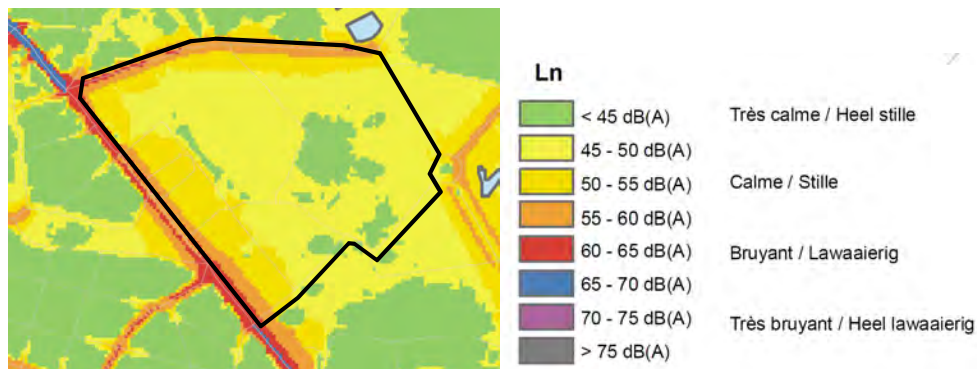 Ln
< 45 dB(A) Très calme / Heel stille
45 - 50 dB(A)
50 - 55 dB(A) Calme / Stille
55 - 60 dB(A)
60 - 65 dB(A) Bruyant / Lawaaierig
65 - 70 dB(A)
70 - 75 dB(A) Très bruyant / Heel lawaaierig
> 75 dB(A)